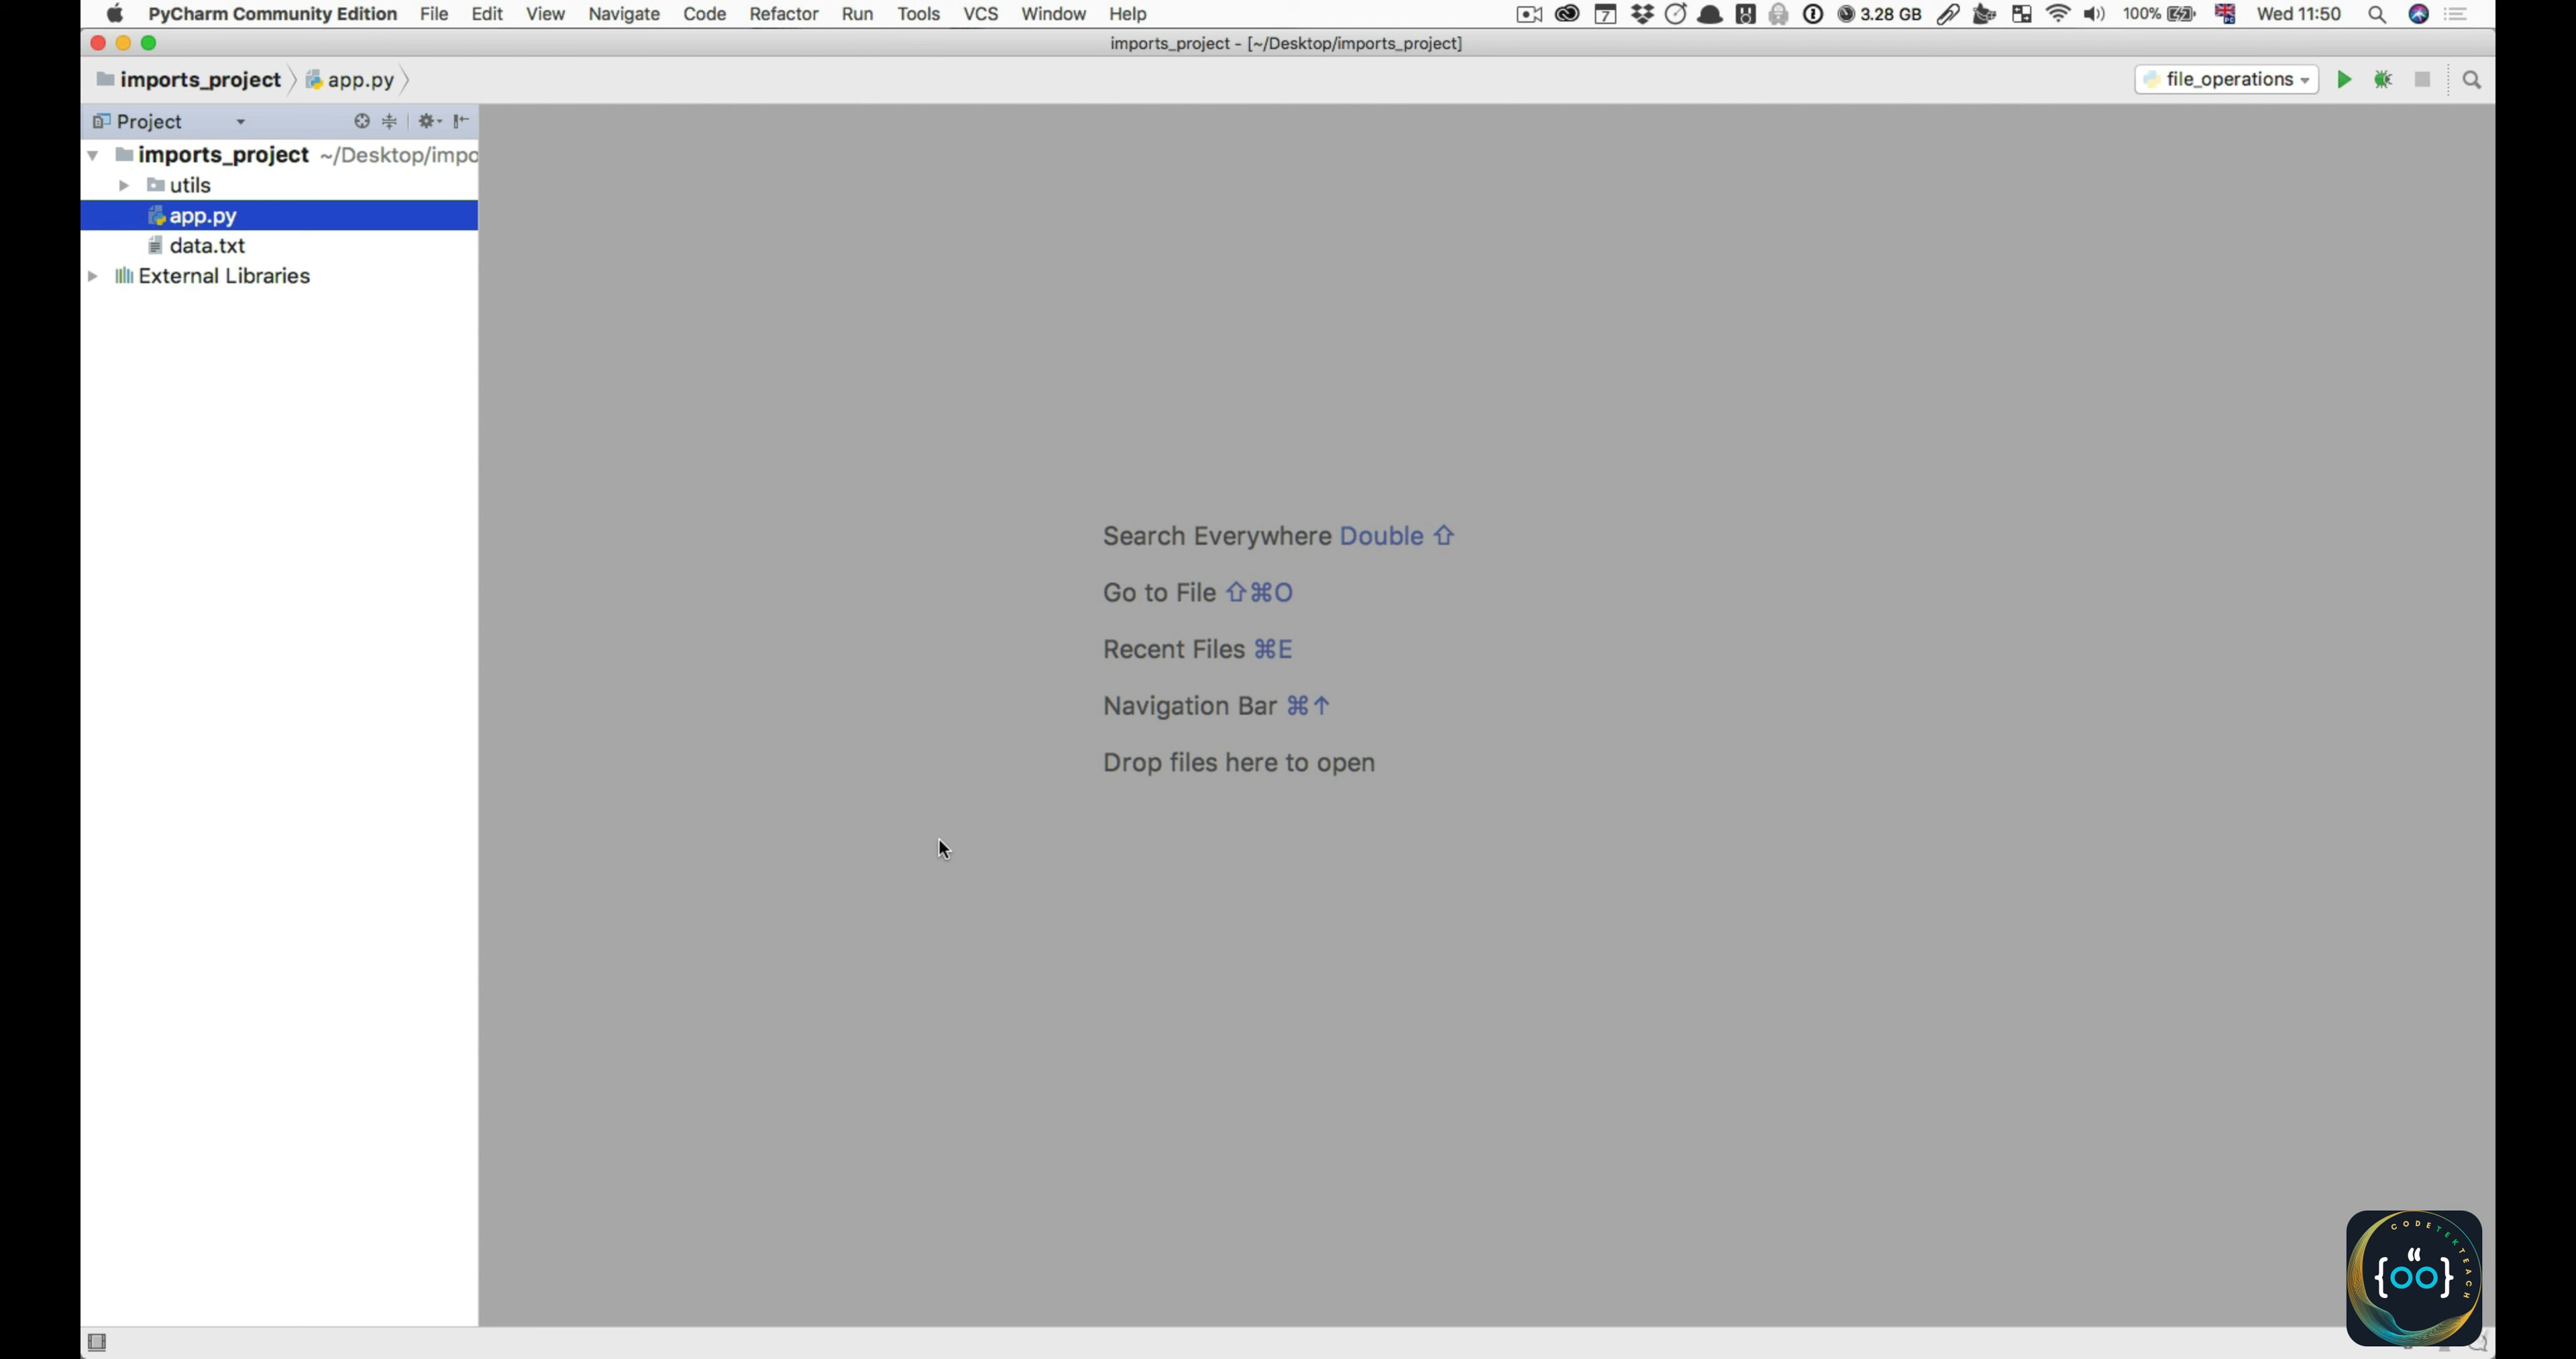 PyCharm Community Edition File Edit View Navigate Code Refactor Run Tools VCS Window Help 7 3.28 GB 100% Wed 11:50
imports_project - [~/Desktop/imports_project]
imports_project app.py file_operations
Project
imports_project ~/Desktop/impo
utils
app.py
data.txt
External Libraries
Search Everywhere Double ⇧
Go to File ⇧⌘O
Recent Files ⌘E
Navigation Bar ⌘↑
Drop files here to open
CODETEKTEACH